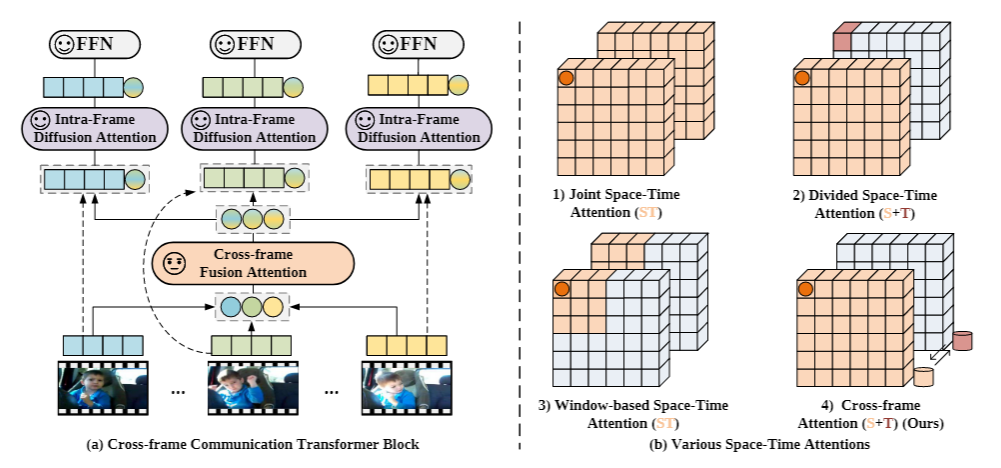 FFN
FFN
FFN
Intra-Frame
Diffusion Attention
Intra-Frame
Diffusion Attention
Intra-Frame
Diffusion Attention
Cross-frame
Fusion Attention
...
...
(a) Cross-frame Communication Transformer Block
1) Joint Space-Time
Attention (ST)
2) Divided Space-Time
Attention (S+T)
3) Window-based Space-Time
Attention (ST)
4) Cross-frame
Attention (S+T) (Ours)
(b) Various Space-Time Attentions